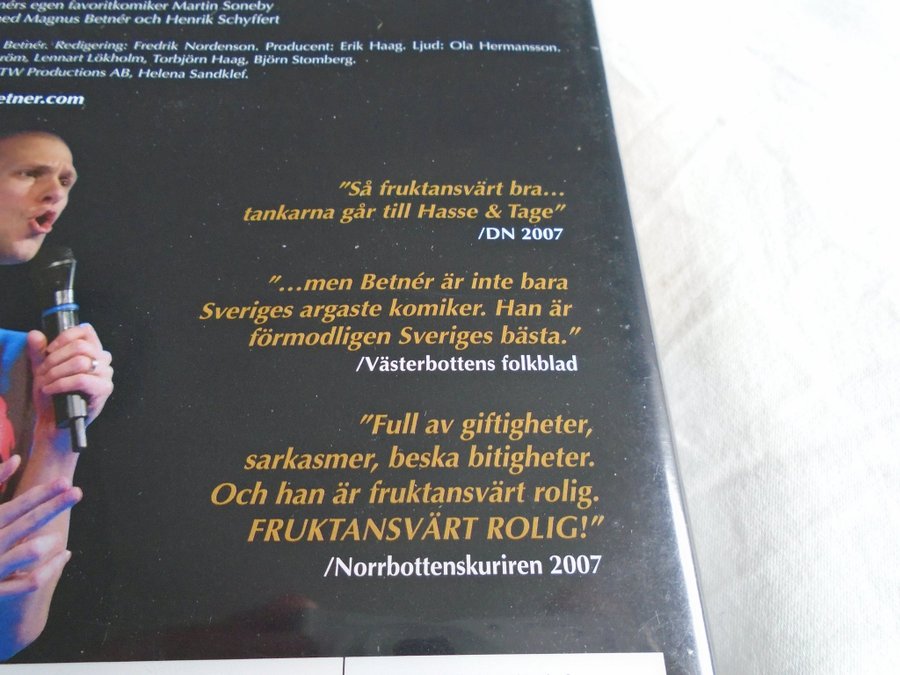 egen favoritkomiker Martin Soneby
Magnus Betnér och Henrik Schyffert
Betnér. Redigering: Fredrik Nordenson. Producent: Erik Haag. Ljud: Ola Hermansson.
Lennart Lökholm, Torbjörn Haag, Björn Stomberg.
Productions AB, Helena Sandklef.
etner.com
"Så fruktansvärt bra...
tankarna går till Hasse & Tage"
/DN 2007
"...men Betnér är inte bara
Sveriges argaste komiker. Han är
förmodligen Sveriges bästa."
/Västerbottens folkblad
"Full av giftigheter,
sarkasmer, beska bitigheter.
Och han är fruktansvärt rolig.
FRUKTANSVÄRT ROLIG!"
/Norrbottenskuriren 2007